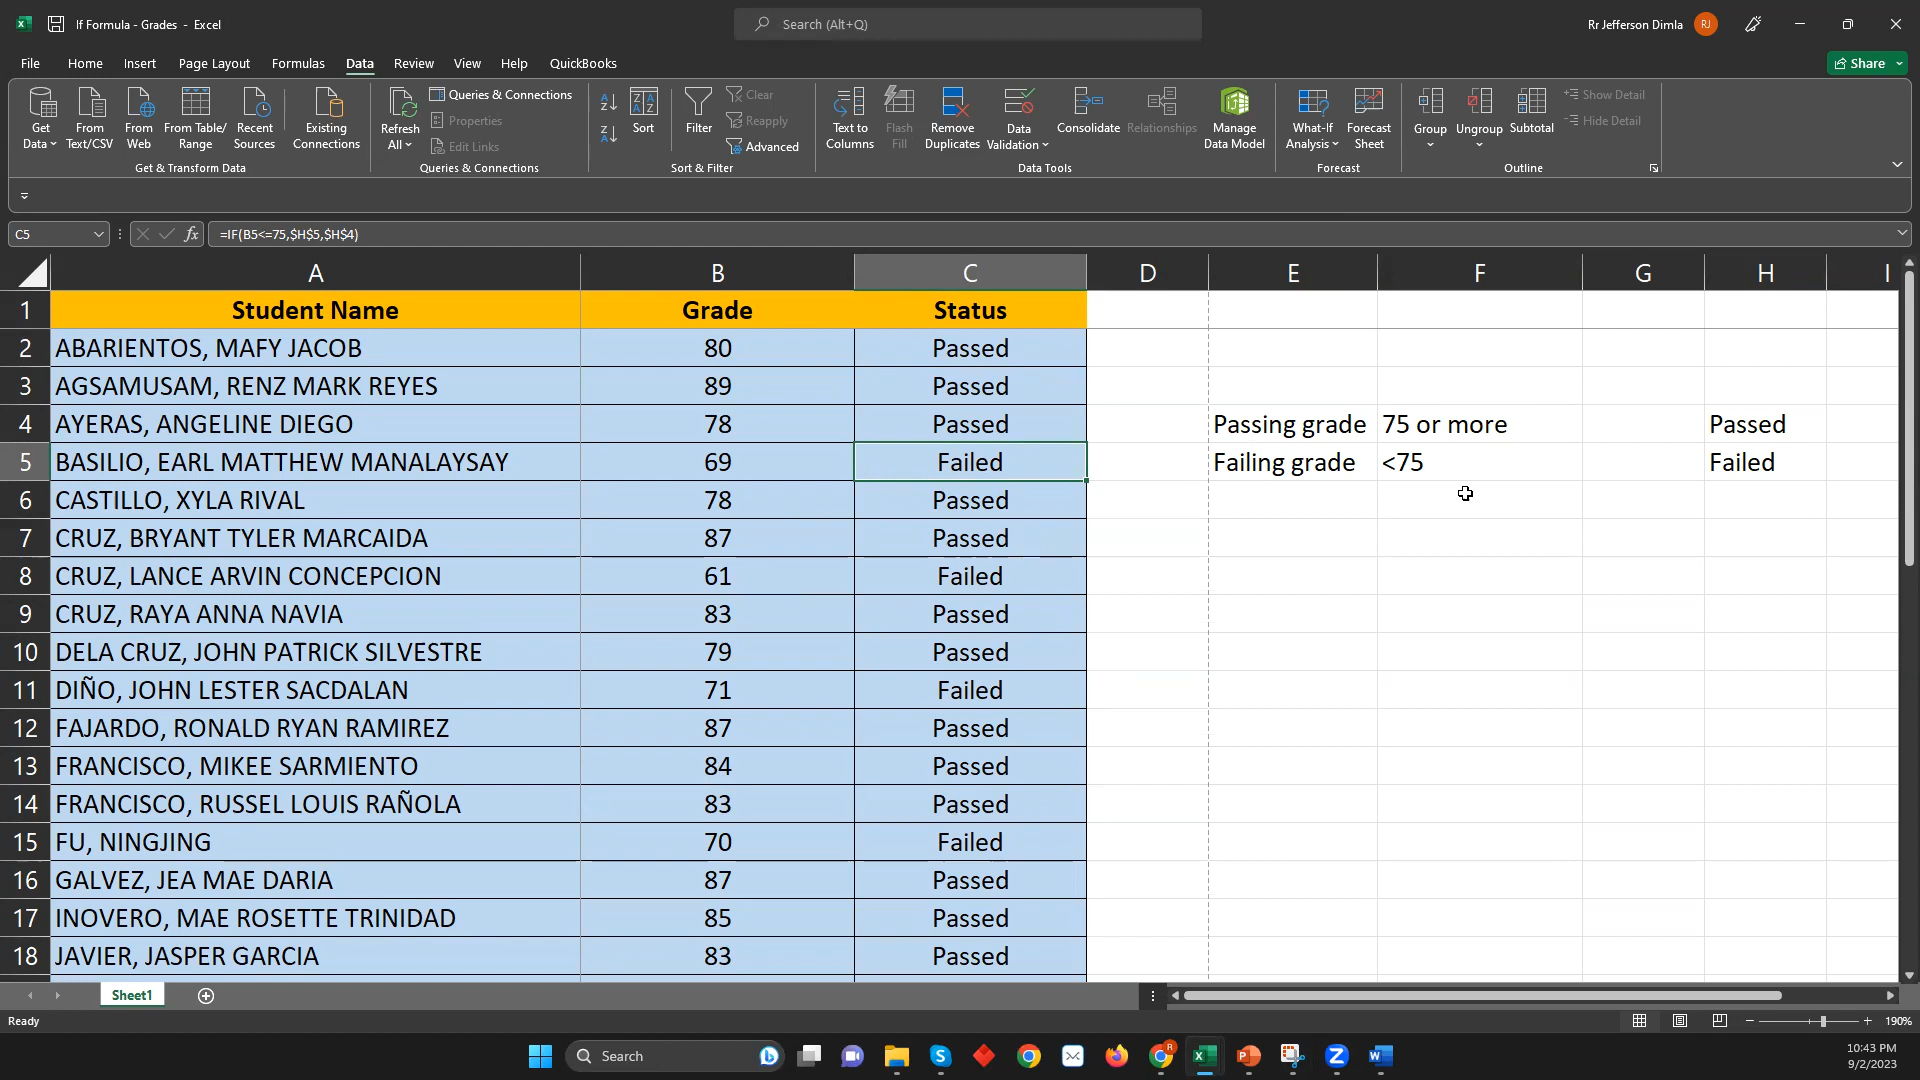 If Formula - Grades - Excel
Search (Alt+Q)
Rr Jefferson Dimla RJ
File Home Insert Page Layout Formulas Data Review View Help QuickBooks
Share
Get Data
From Text/CSV
From Web
From Table/ Range
Recent Sources
Existing Connections
Get & Transform Data
Refresh All
Queries & Connections
Properties
Edit Links
Queries & Connections
Sort
Filter
Clear
Reapply
Advanced
Sort & Filter
Text to Columns
Flash Fill
Remove Duplicates
Data Validation
Consolidate
Relationships
Manage Data Model
Data Tools
What-If Analysis
Forecast Sheet
Forecast
Group
Ungroup
Subtotal
Show Detail
Hide Detail
Outline
C5 fx =IF(B5<=75,$H$5,$H$4)
A B C D E F G H I
1 Student Name Grade Status
2 ABARIENTOS, MAFY JACOB 80 Passed
3 AGSAMUSAM, RENZ MARK REYES 89 Passed
4 AYERAS, ANGELINE DIEGO 78 Passed Passing grade 75 or more Passed
5 BASILIO, EARL MATTHEW MANALAYSAY 69 Failed Failing grade <75 Failed
6 CASTILLO, XYLA RIVAL 78 Passed
7 CRUZ, BRYANT TYLER MARCAIDA 87 Passed
8 CRUZ, LANCE ARVIN CONCEPCION 61 Failed
9 CRUZ, RAYA ANNA NAVIA 83 Passed
10 DELA CRUZ, JOHN PATRICK SILVESTRE 79 Passed
11 DIÑO, JOHN LESTER SACDALAN 71 Failed
12 FAJARDO, RONALD RYAN RAMIREZ 87 Passed
13 FRANCISCO, MIKEE SARMIENTO 84 Passed
14 FRANCISCO, RUSSEL LOUIS RAÑOLA 83 Passed
15 FU, NINGJING 70 Failed
16 GALVEZ, JEA MAE DARIA 87 Passed
17 INOVERO, MAE ROSETTE TRINIDAD 85 Passed
18 JAVIER, JASPER GARCIA 83 Passed
Sheet1
Ready
190%
Search
10:43 PM
9/2/2023